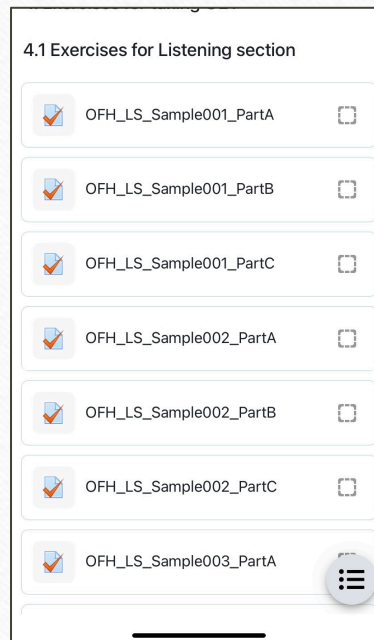 4.1 Exercises for Listening section
OFH_LS_Sample001_PartA
OFH_LS_Sample001_PartB
OFH_LS_Sample001_PartC
OFH_LS_Sample002_PartA
OFH_LS_Sample002_PartB
OFH_LS_Sample002_PartC
OFH_LS_Sample003_PartA